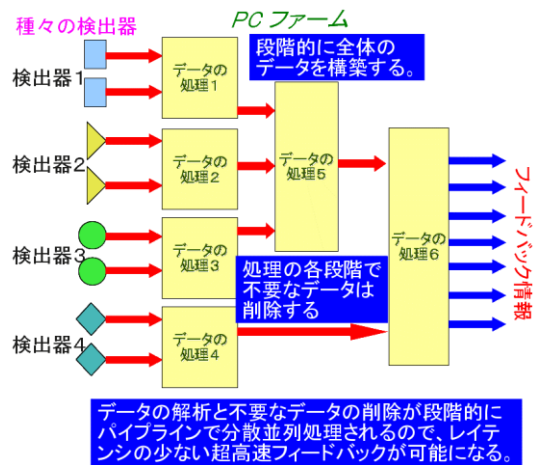 種々の検出器
PCファーム
段階的に全体の
データを構築する。
検出器1
データの
処理1
検出器2
データの
処理2
データの
処理5
検出器3
データの
処理3
データの
処理6
処理の各段階で
不要なデータは
削除する
検出器4
データの
処理4
フィードバック情報
データの解析と不要なデータの削除が段階的に
パイプラインで分散並列処理されるので、レイテ
ンシの少ない超高速フィードバックが可能になる。